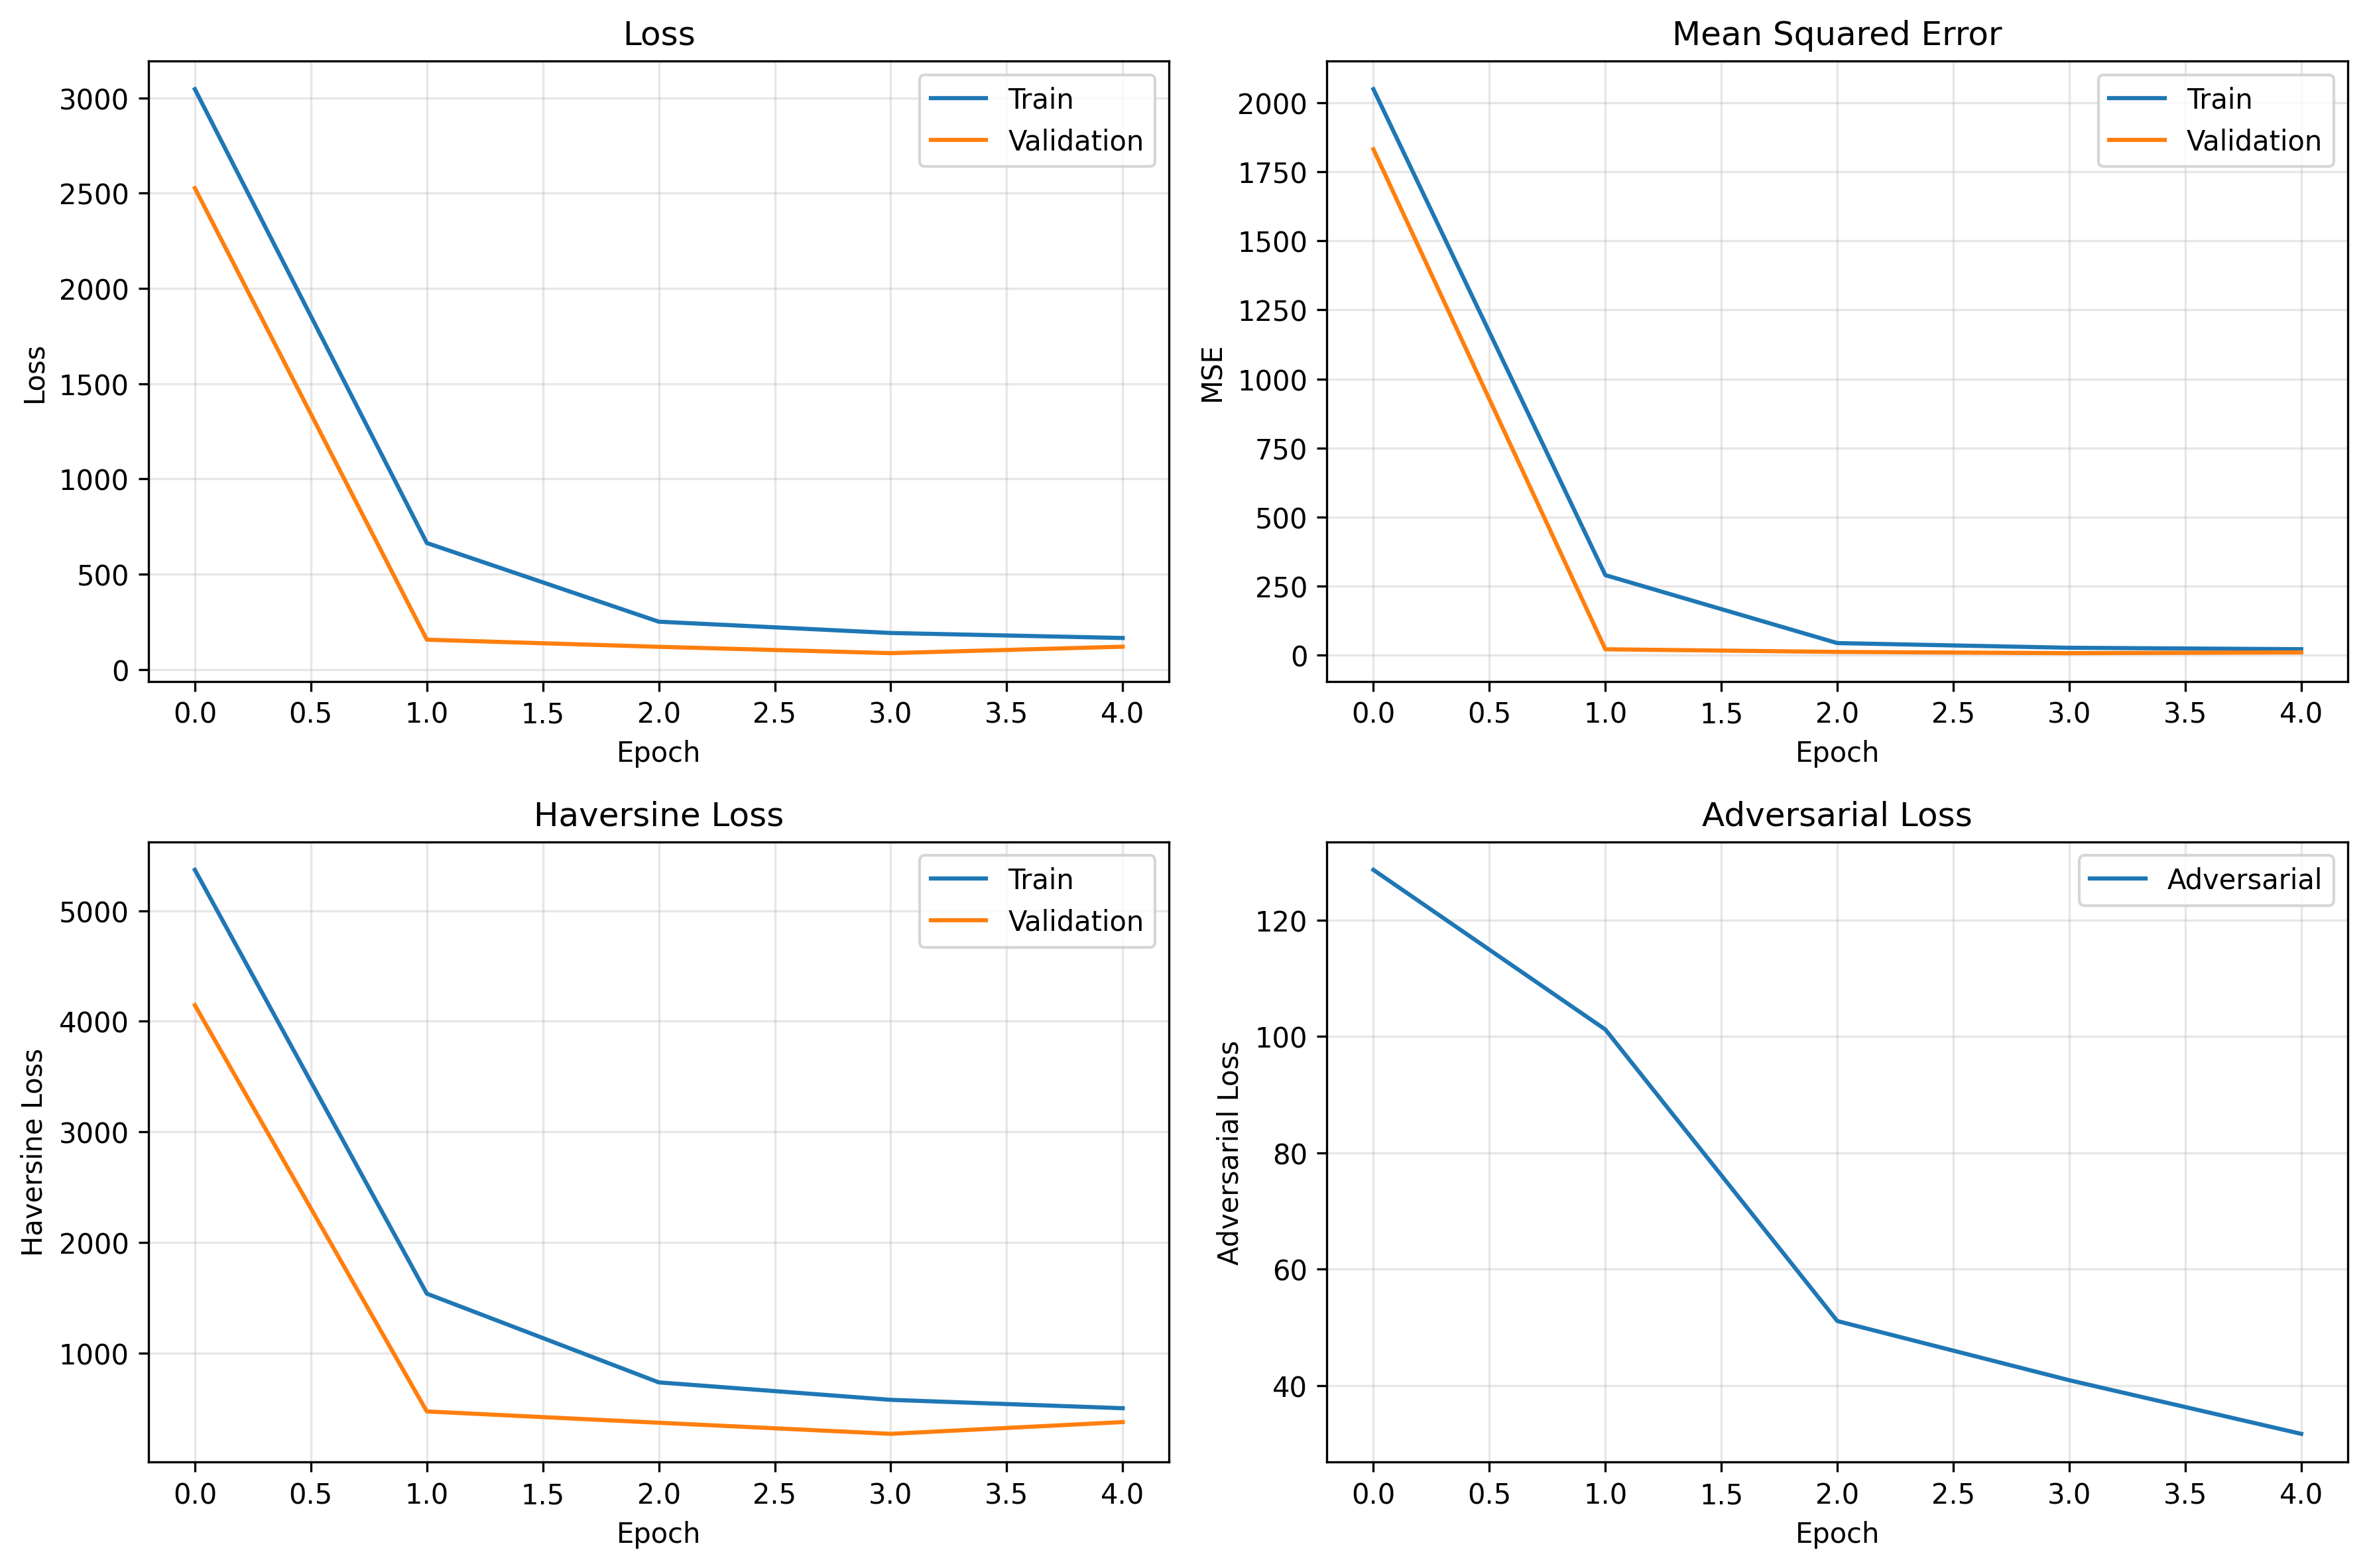 Loss
3000
2500
2000
1500
1000
500
0
Loss
Train
Validation
0.0 0.5 1.0 1.5 2.0 2.5 3.0 3.5 4.0
Epoch
Mean Squared Error
2000
1750
1500
1250
1000
750
500
250
0
MSE
Train
Validation
0.0 0.5 1.0 1.5 2.0 2.5 3.0 3.5 4.0
Epoch
Haversine Loss
5000
4000
3000
2000
1000
Haversine Loss
Train
Validation
0.0 0.5 1.0 1.5 2.0 2.5 3.0 3.5 4.0
Epoch
Adversarial Loss
120
100
80
60
40
Adversarial Loss
Adversarial
0.0 0.5 1.0 1.5 2.0 2.5 3.0 3.5 4.0
Epoch